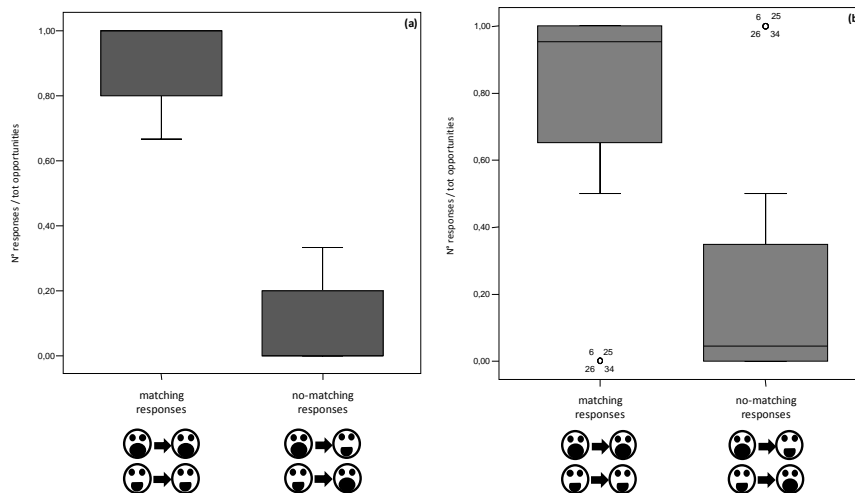 (a)
N° responses / tot opportunities
1,00
0,80
0,60
0,40
0,20
0,00
matching
responses
no-matching
responses
(b
N° responses / tot opportunities
1,00
0,80
0,60
0,40
0,20
0,00
6 25
26 34
6 25
26 34
matching
responses
no-matching
responses